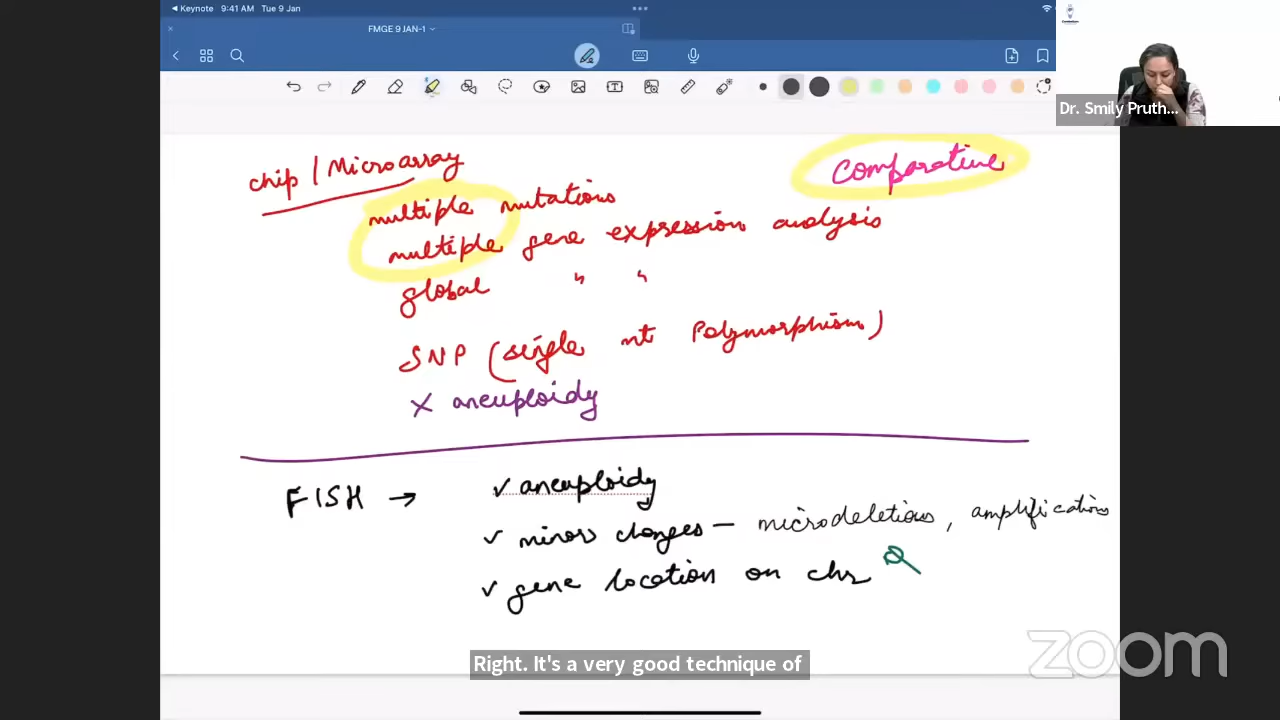 Keynote 9:41 AM Tue 9 Jan
FMGE 9 JAN-1
Dr. Smily Pruth...
chip / Microarray
Comparative
multiple mutations
multiple gene expression analysis
global " "
SNP (single nt Polymorphism)
X aneuploidy
FISH → ✓ aneuploidy
✓ minor changes — microdeletions, amplifications
✓ gene location on chr
Right. It's a very good technique of
zoom